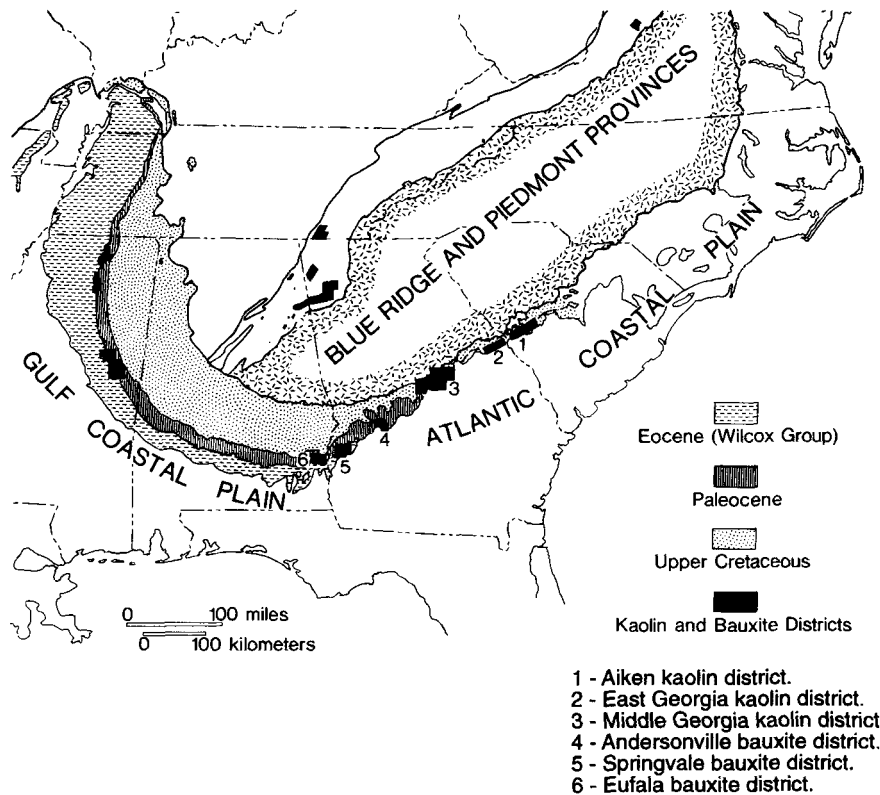 BLUE RIDGE AND PIEDMONT PROVINCES
GULF COASTAL PLAIN
ATLANTIC COASTAL PLAIN
1
2
3
4
5
6
Eocene (Wilcox Group)
Paleocene
Upper Cretaceous
Kaolin and Bauxite Districts
0 100 miles
0 100 kilometers
1 - Aiken kaolin district.
2 - East Georgia kaolin district.
3 - Middle Georgia kaolin district
4 - Andersonville bauxite district.
5 - Springvale bauxite district.
6 - Eufala bauxite district.